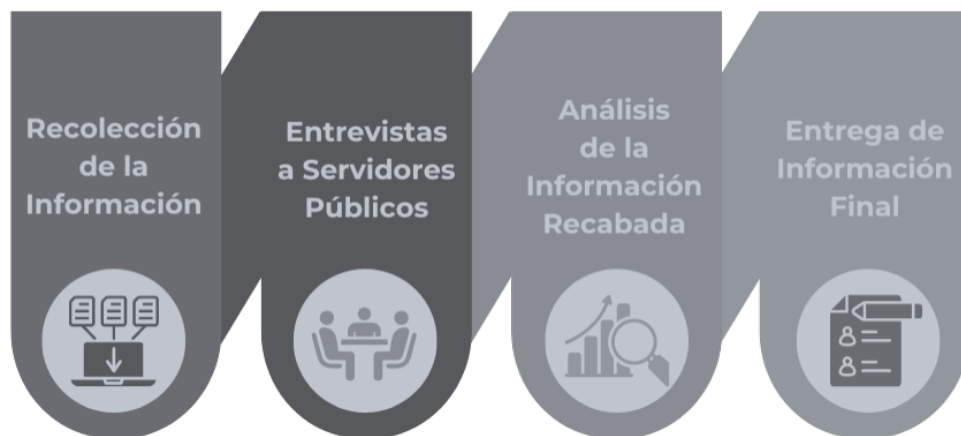 Recolección
de la
Información
Entrevistas
a Servidores
Públicos
Análisis
de la
Información
Recabada
Entrega de
Información
Final